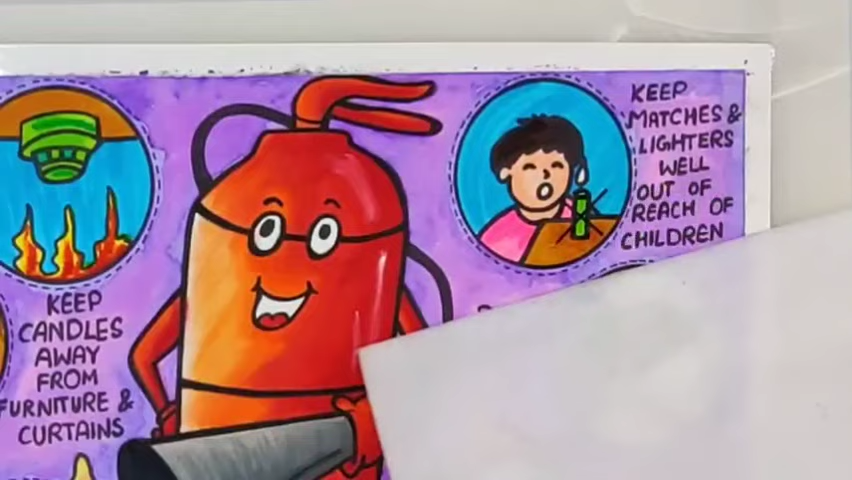 KEEP
MATCHES &
LIGHTERS
WELL
OUT OF
REACH OF
CHILDREN
KEEP
CANDLES
AWAY
FROM
FURNITURE &
CURTAINS